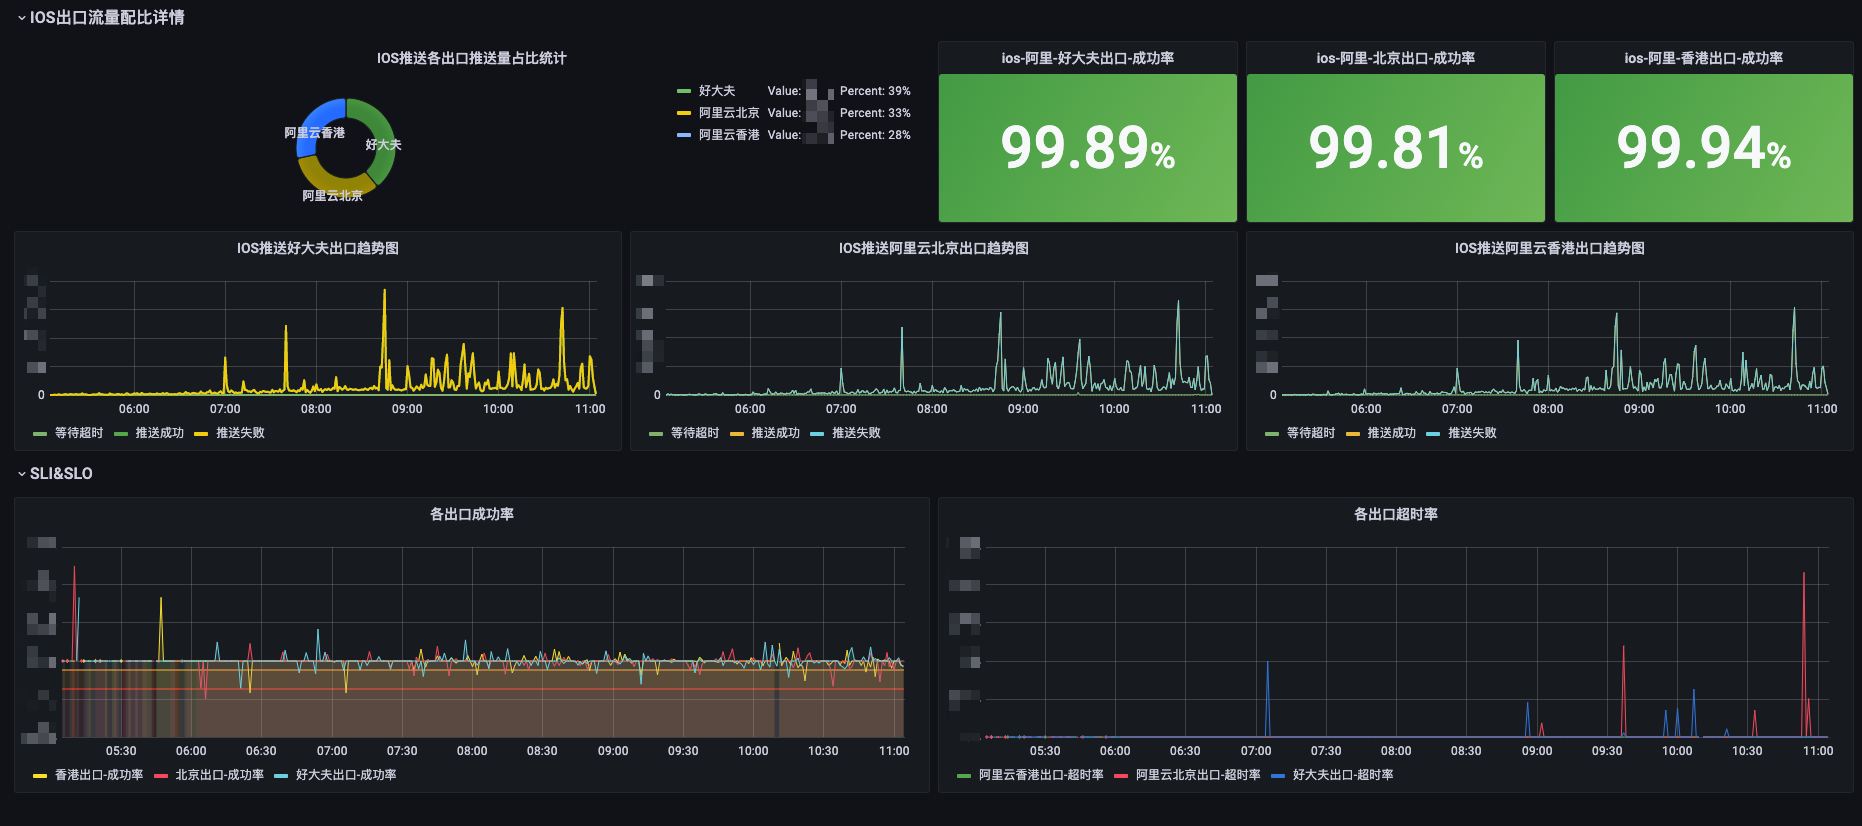 IOS出口流量配比详情
IOS推送各出口推送量占比统计
阿里云香港
好大夫
阿里云北京
好大夫 Value: Percent: 39%
阿里云北京 Value: Percent: 33%
阿里云香港 Value: Percent: 28%
ios-阿里-好大夫出口-成功率
99.89%
ios-阿里-北京出口-成功率
99.81%
ios-阿里-香港出口-成功率
99.94%
IOS推送好大夫出口趋势图
0
06:00 07:00 08:00 09:00 10:00 11:00
等待超时 推送成功 推送失败
IOS推送阿里云北京出口趋势图
0
06:00 07:00 08:00 09:00 10:00 11:00
等待超时 推送成功 推送失败
IOS推送阿里云香港出口趋势图
0
06:00 07:00 08:00 09:00 10:00 11:00
等待超时 推送成功 推送失败
SLI&SLO
各出口成功率
05:30 06:00 06:30 07:00 07:30 08:00 08:30 09:00 09:30 10:00 10:30 11:00
香港出口-成功率 北京出口-成功率 好大夫出口-成功率
各出口超时率
05:30 06:00 06:30 07:00 07:30 08:00 08:30 09:00 09:30 10:00 10:30 11:00
阿里云香港出口-超时率 阿里云北京出口-超时率 好大夫出口-超时率